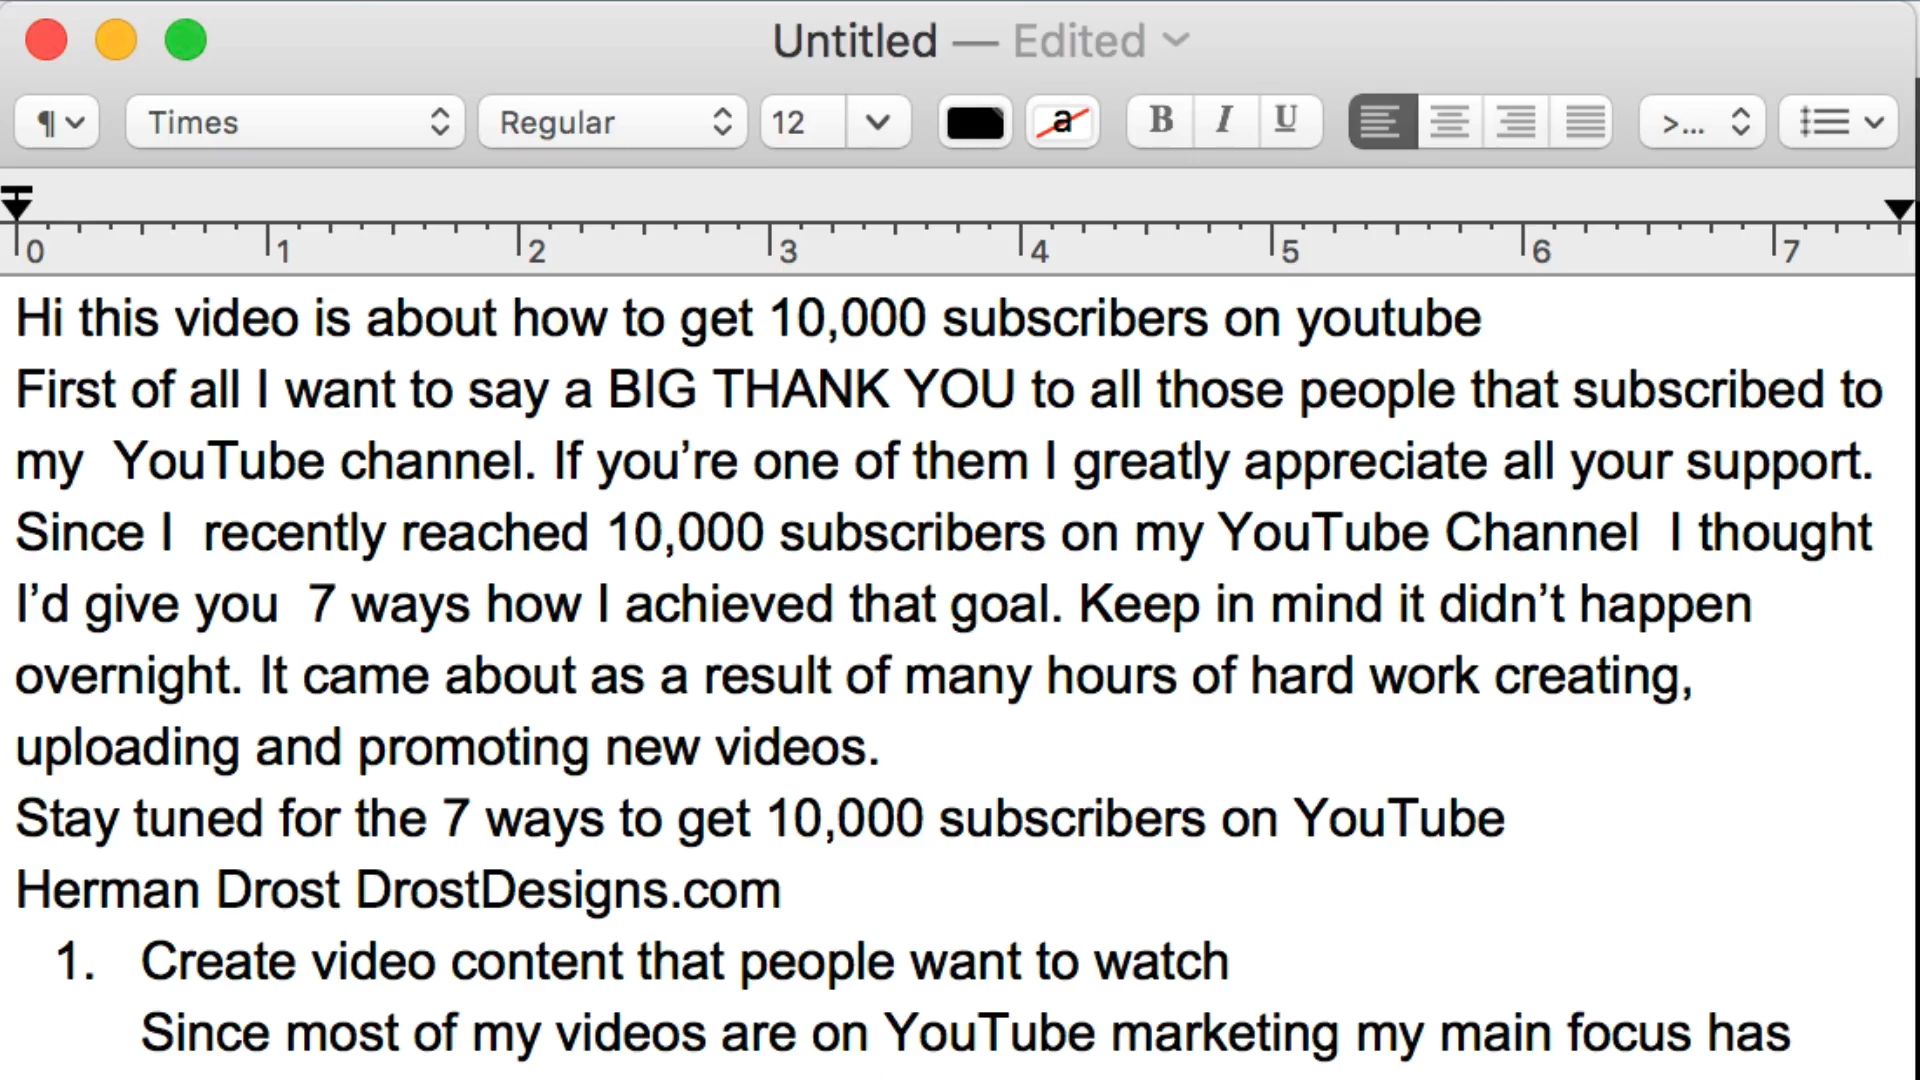 Untitled — Edited
¶ Times Regular 12 a B I U >...
0 1 2 3 4 5 6 7
Hi this video is about how to get 10,000 subscribers on youtube
First of all I want to say a BIG THANK YOU to all those people that subscribed to
my  YouTube channel. If you’re one of them I greatly appreciate all your support.
Since I  recently reached 10,000 subscribers on my YouTube Channel  I thought
I’d give you  7 ways how I achieved that goal. Keep in mind it didn’t happen
overnight. It came about as a result of many hours of hard work creating,
uploading and promoting new videos.
Stay tuned for the 7 ways to get 10,000 subscribers on YouTube
Herman Drost DrostDesigns.com
1. Create video content that people want to watch
Since most of my videos are on YouTube marketing my main focus has